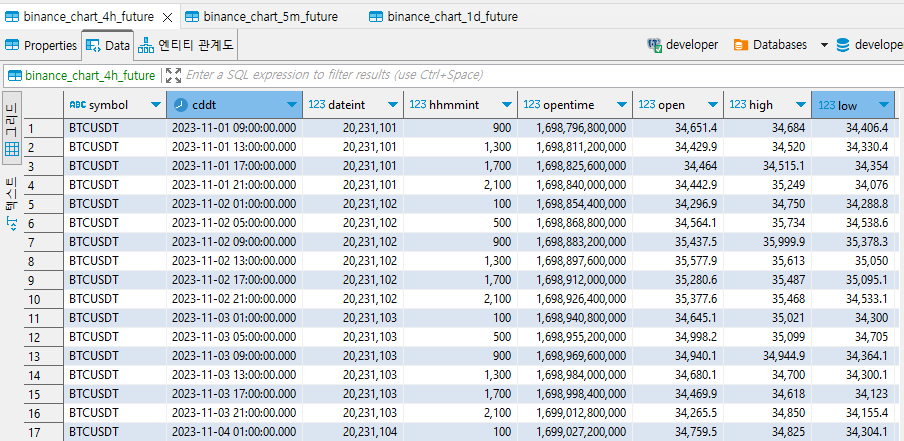 binance_chart_4h_future binance_chart_5m_future binance_chart_1d_future
Properties Data 엔티티 관계도 developer Databases develope
binance_chart_4h_future Enter a SQL expression to filter results (use Ctrl+Space)
그리드
텍스트
ABC symbol cddt 123 dateint 123 hhmmint 123 opentime 123 open 123 high 123 low
1 BTCUSDT 2023-11-01 09:00:00.000 20,231,101 900 1,698,796,800,000 34,651.4 34,684 34,406.4
2 BTCUSDT 2023-11-01 13:00:00.000 20,231,101 1,300 1,698,811,200,000 34,429.9 34,520 34,330.4
3 BTCUSDT 2023-11-01 17:00:00.000 20,231,101 1,700 1,698,825,600,000 34,464 34,515.1 34,354
4 BTCUSDT 2023-11-01 21:00:00.000 20,231,101 2,100 1,698,840,000,000 34,442.9 35,249 34,076
5 BTCUSDT 2023-11-02 01:00:00.000 20,231,102 100 1,698,854,400,000 34,296.9 34,750 34,288.8
6 BTCUSDT 2023-11-02 05:00:00.000 20,231,102 500 1,698,868,800,000 34,564.1 35,734 34,538.6
7 BTCUSDT 2023-11-02 09:00:00.000 20,231,102 900 1,698,883,200,000 35,437.5 35,999.9 35,378.3
8 BTCUSDT 2023-11-02 13:00:00.000 20,231,102 1,300 1,698,897,600,000 35,577.9 35,613 35,050
9 BTCUSDT 2023-11-02 17:00:00.000 20,231,102 1,700 1,698,912,000,000 35,280.6 35,487 35,095.1
10 BTCUSDT 2023-11-02 21:00:00.000 20,231,102 2,100 1,698,926,400,000 35,377.6 35,468 34,533.1
11 BTCUSDT 2023-11-03 01:00:00.000 20,231,103 100 1,698,940,800,000 34,645.1 35,021 34,300
12 BTCUSDT 2023-11-03 05:00:00.000 20,231,103 500 1,698,955,200,000 34,998.2 35,099 34,705
13 BTCUSDT 2023-11-03 09:00:00.000 20,231,103 900 1,698,969,600,000 34,940.1 34,944.9 34,364.1
14 BTCUSDT 2023-11-03 13:00:00.000 20,231,103 1,300 1,698,984,000,000 34,680.1 34,700 34,300.1
15 BTCUSDT 2023-11-03 17:00:00.000 20,231,103 1,700 1,698,998,400,000 34,469.9 34,618 34,123
16 BTCUSDT 2023-11-03 21:00:00.000 20,231,103 2,100 1,699,012,800,000 34,265.5 34,850 34,155.4
17 BTCUSDT 2023-11-04 01:00:00.000 20,231,104 100 1,699,027,200,000 34,759.5 34,825 34,304.1